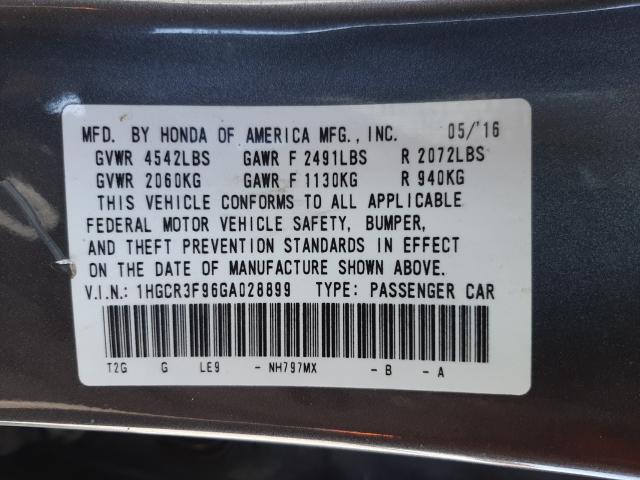 MFD. BY HONDA OF AMERICA MFG., INC. 05/'16
GVWR 4542LBS GAWR F 2491LBS R 2072LBS
GVWR 2060KG GAWR F 1130KG R 940KG
THIS VEHICLE CONFORMS TO ALL APPLICABLE
FEDERAL MOTOR VEHICLE SAFETY, BUMPER,
AND THEFT PREVENTION STANDARDS IN EFFECT
ON THE DATE OF MANUFACTURE SHOWN ABOVE.
V.I.N.: 1HGCR3F96GA028899 TYPE: PASSENGER CAR
T2G G LE9 - NH797MX - B - A